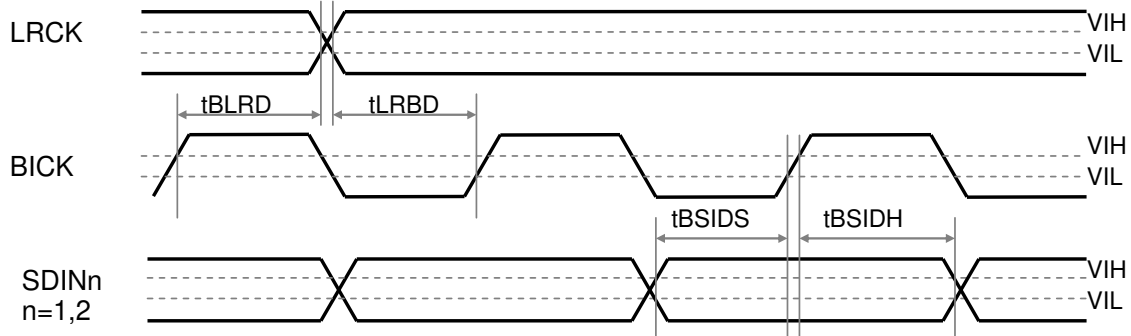 LRCK
VIH
VIL
tBLRD
tLRBD
BICK
VIH
VIL
tBSIDS
tBSIDH
SDINn
n=1,2
VIH
VIL